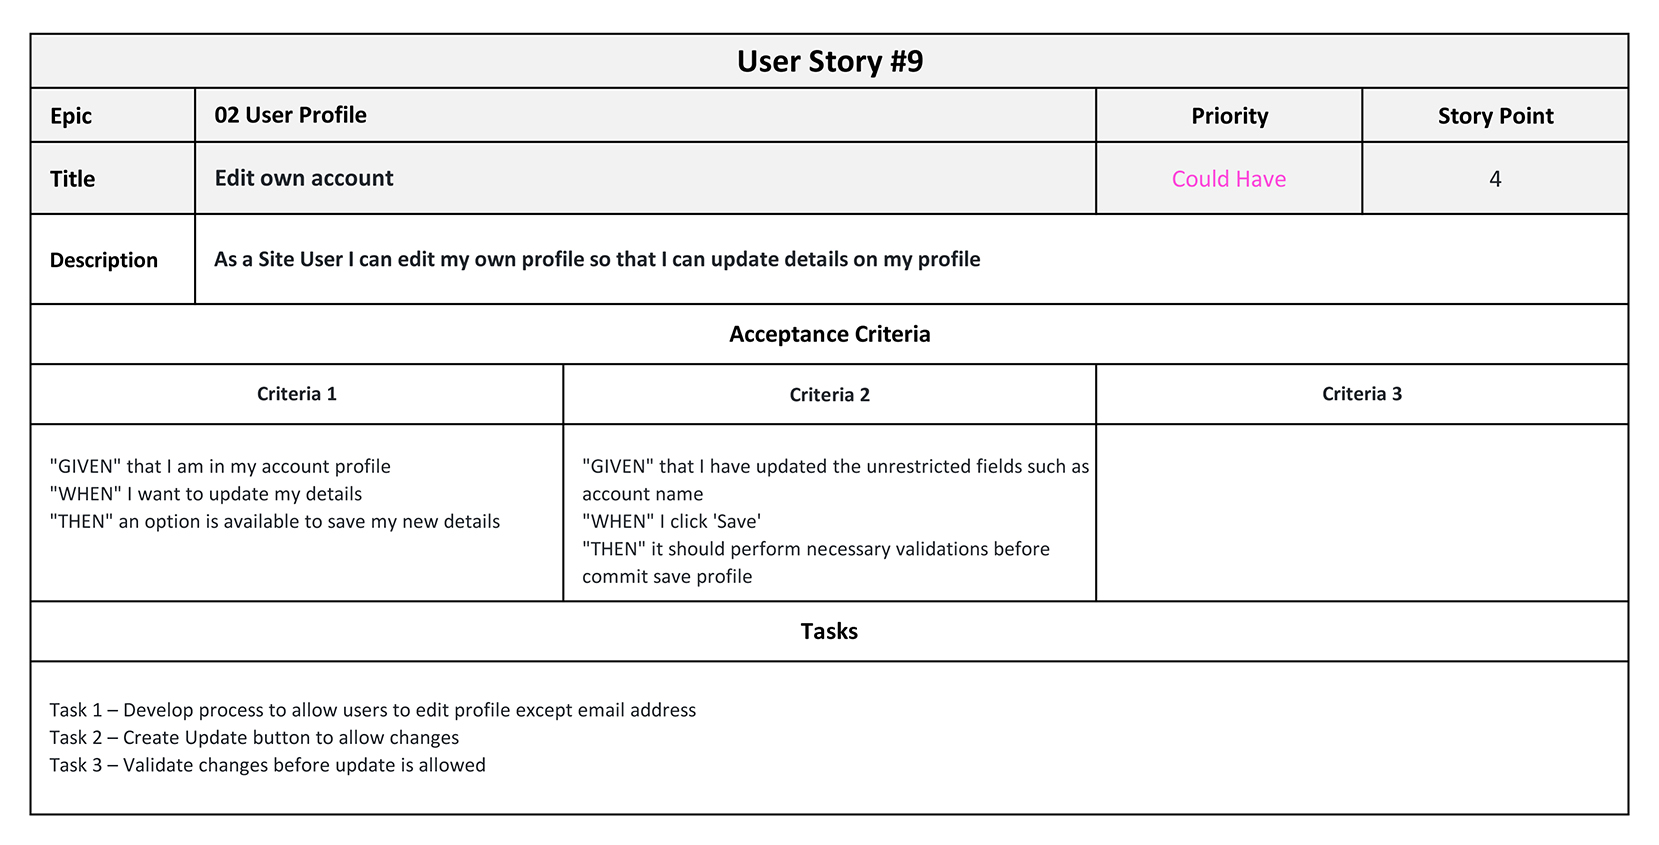 User Story #9
Epic
02 User Profile
Priority
Story Point
Title
Edit own account
Could Have
4
Description
As a Site User I can edit my own profile so that I can update details on my profile
Acceptance Criteria
Criteria 1
Criteria 2
Criteria 3
"GIVEN" that I am in my account profile
"WHEN" I want to update my details
"THEN" an option is available to save my new details
"GIVEN" that I have updated the unrestricted fields such as
account name
"WHEN" I click 'Save'
"THEN" it should perform necessary validations before
commit save profile
Tasks
Task 1 – Develop process to allow users to edit profile except email address
Task 2 – Create Update button to allow changes
Task 3 – Validate changes before update is allowed